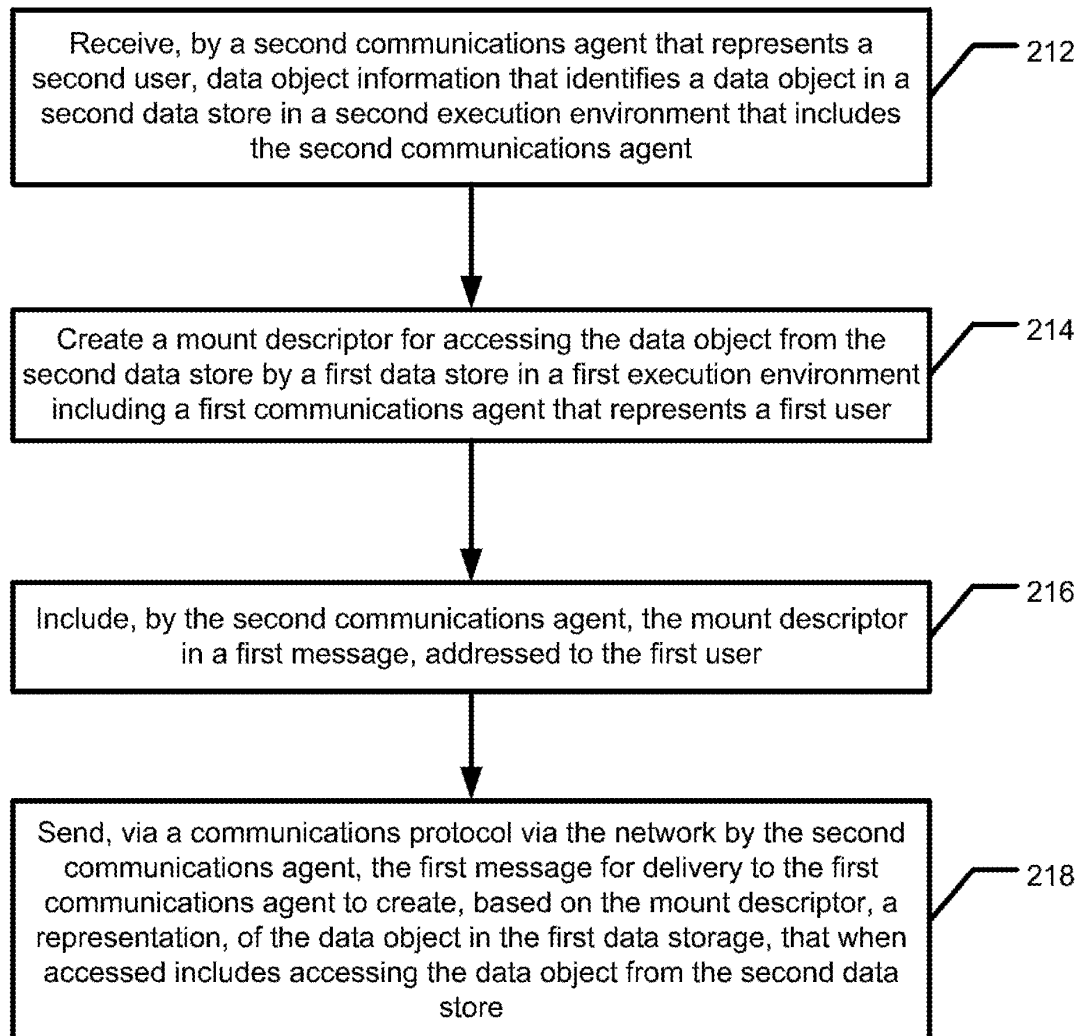 Receive, by a second communications agent that represents a
second user, data object information that identifies a data object in a
second data store in a second execution environment that includes
the second communications agent
212
Create a mount descriptor for accessing the data object from the
second data store by a first data store in a first execution environment
including a first communications agent that represents a first user
214
Include, by the second communications agent, the mount descriptor
in a first message, addressed to the first user
216
Send, via a communications protocol via the network by the second
communications agent, the first message for delivery to the first
communications agent to create, based on the mount descriptor, a
representation, of the data object in the first data storage, that when
accessed includes accessing the data object from the second data
store
218